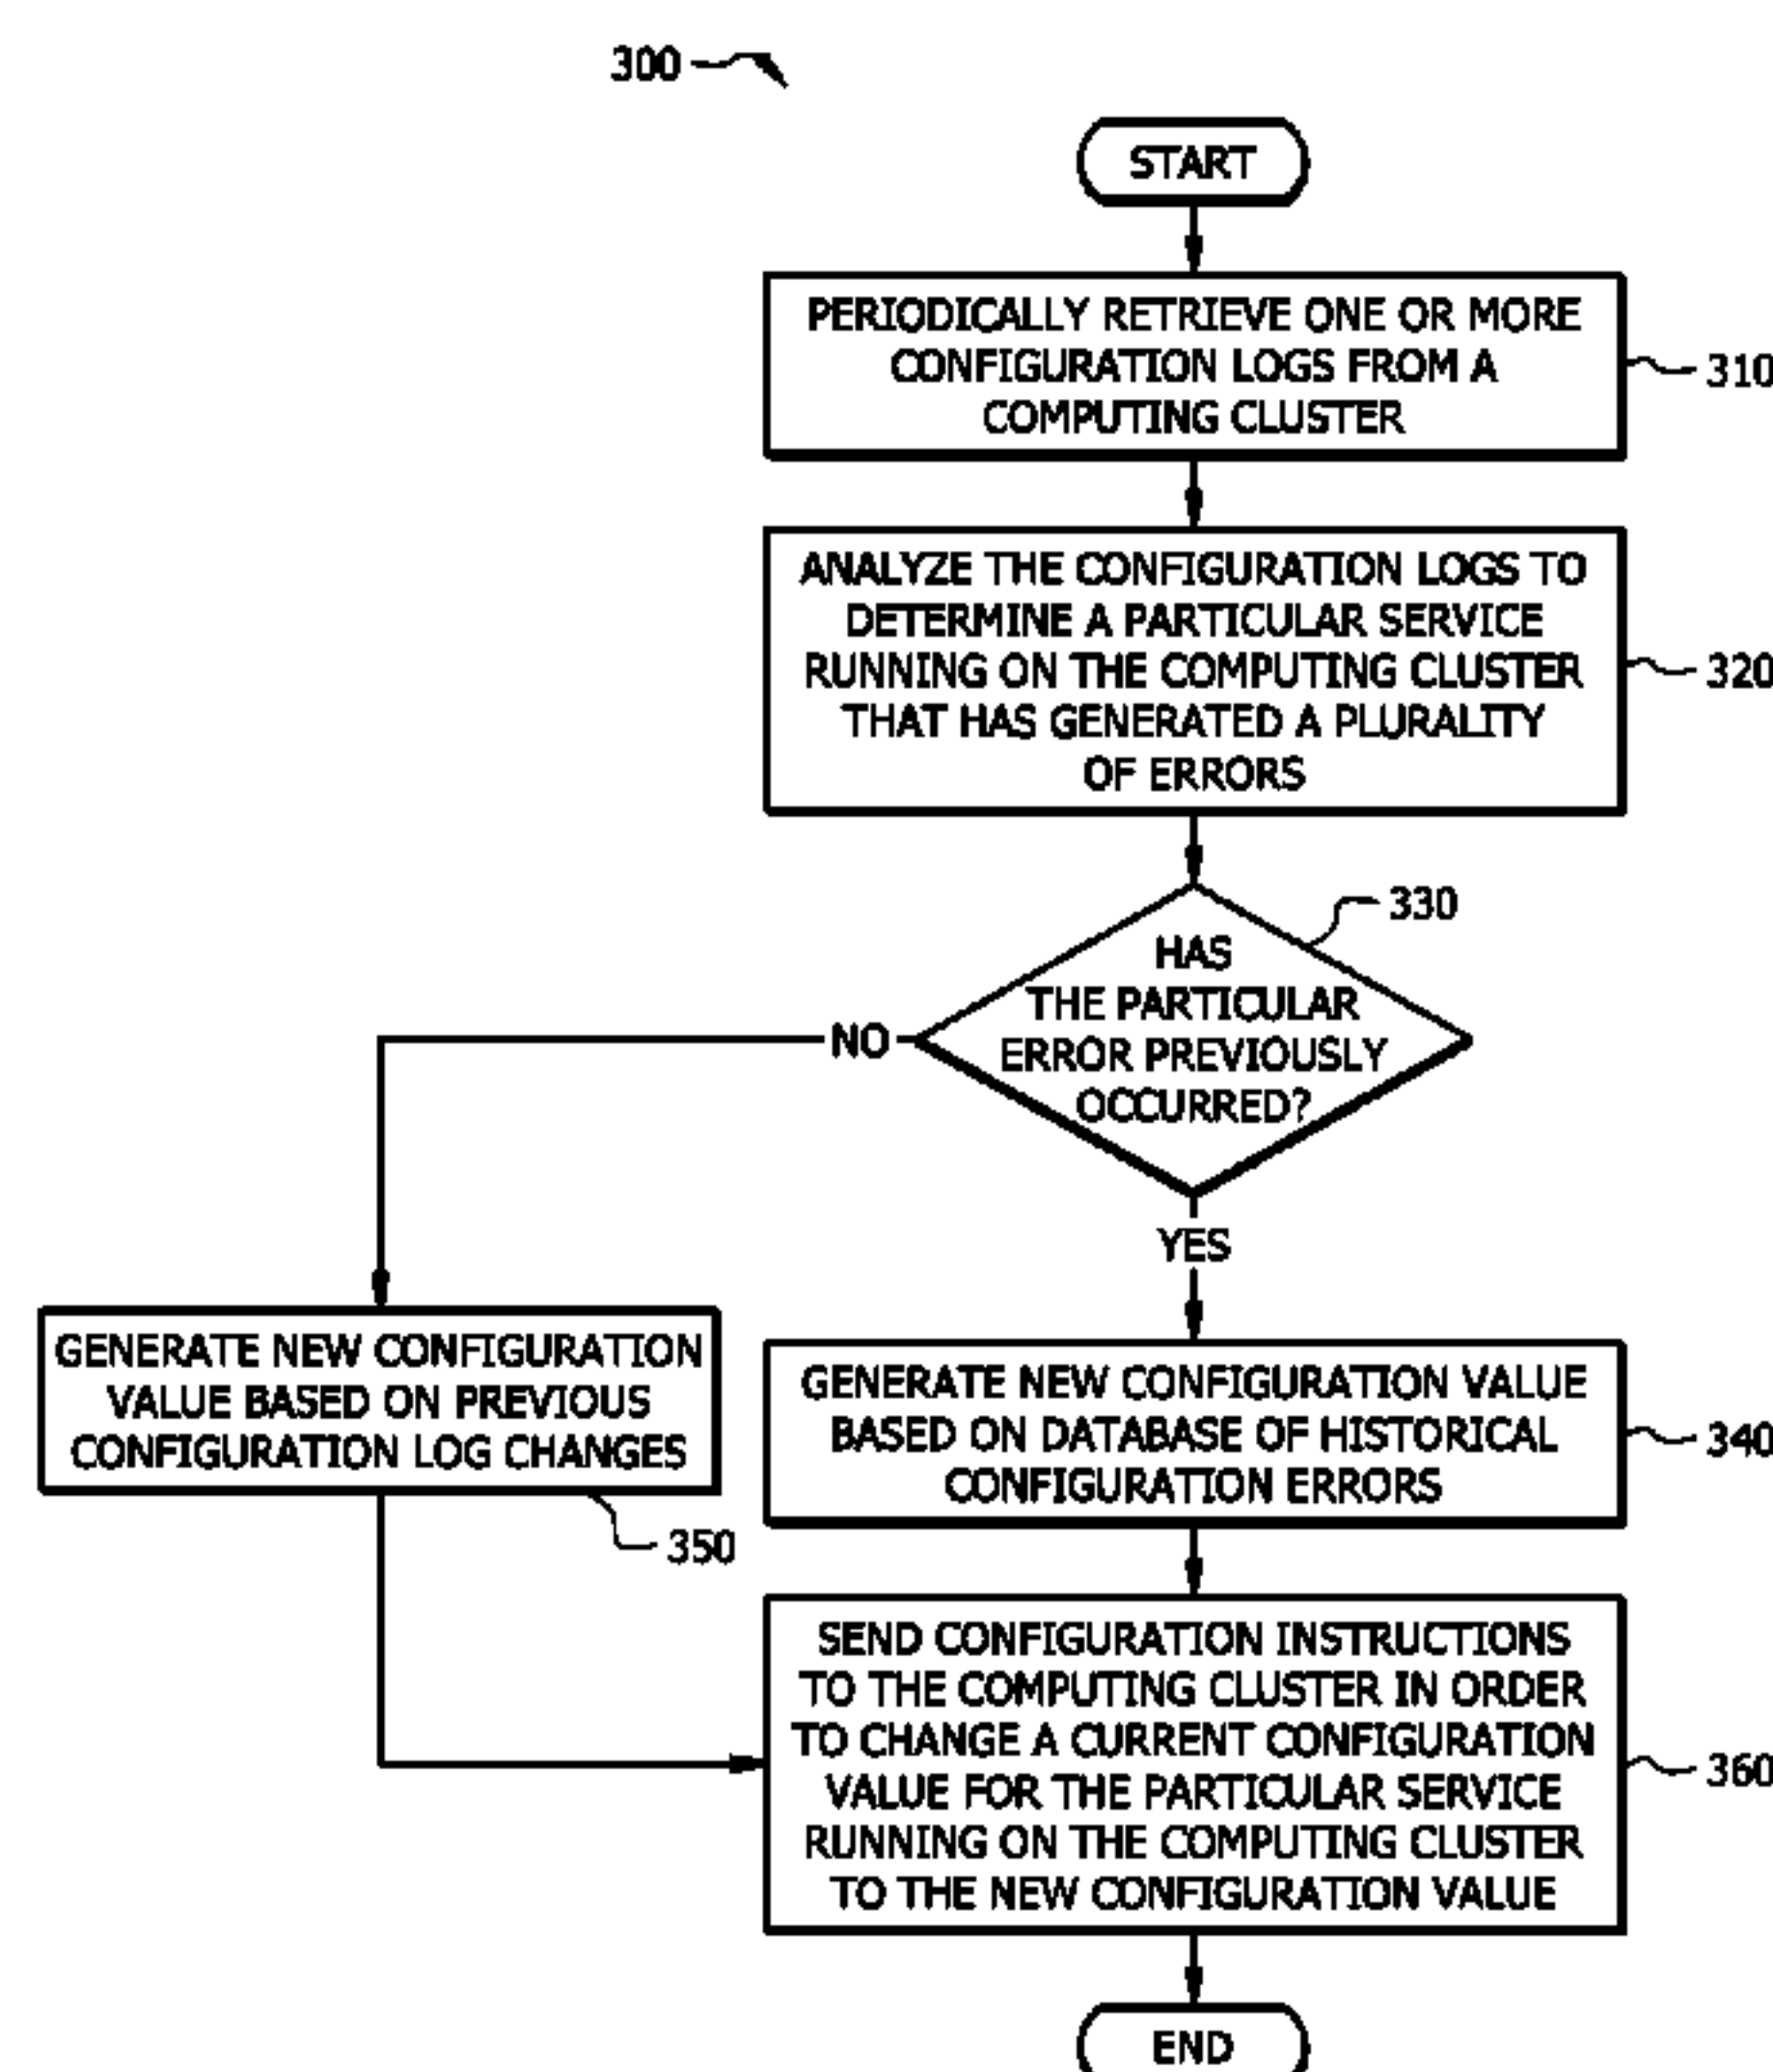 300
START
PERIODICALLY RETRIEVE ONE OR MORE
CONFIGURATION LOGS FROM A
COMPUTING CLUSTER
310
ANALYZE THE CONFIGURATION LOGS TO
DETERMINE A PARTICULAR SERVICE
RUNNING ON THE COMPUTING CLUSTER
THAT HAS GENERATED A PLURALITY
OF ERRORS
320
330
HAS
THE PARTICULAR
ERROR PREVIOUSLY
OCCURRED?
NO
YES
GENERATE NEW CONFIGURATION
VALUE BASED ON PREVIOUS
CONFIGURATION LOG CHANGES
350
GENERATE NEW CONFIGURATION VALUE
BASED ON DATABASE OF HISTORICAL
CONFIGURATION ERRORS
340
SEND CONFIGURATION INSTRUCTIONS
TO THE COMPUTING CLUSTER IN ORDER
TO CHANGE A CURRENT CONFIGURATION
VALUE FOR THE PARTICULAR SERVICE
RUNNING ON THE COMPUTING CLUSTER
TO THE NEW CONFIGURATION VALUE
360
END